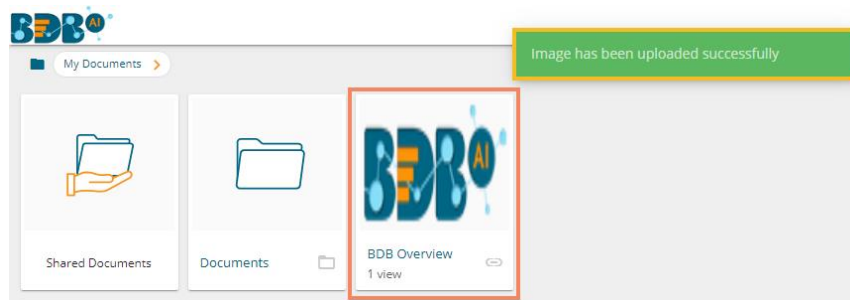 BDB AI
My Documents >
Image has been uploaded successfully
BDB AI
Shared Documents
Documents
BDB Overview
1 view